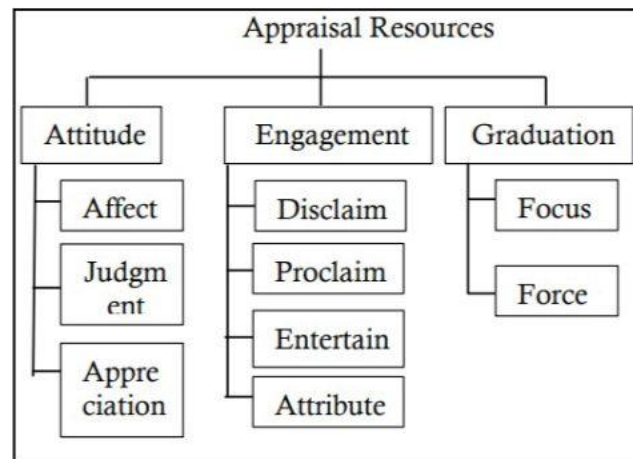 Appraisal Resources
Attitude
Engagement
Graduation
Affect
Judgm
ent
Appre
ciation
Disclaim
Proclaim
Entertain
Attribute
Focus
Force